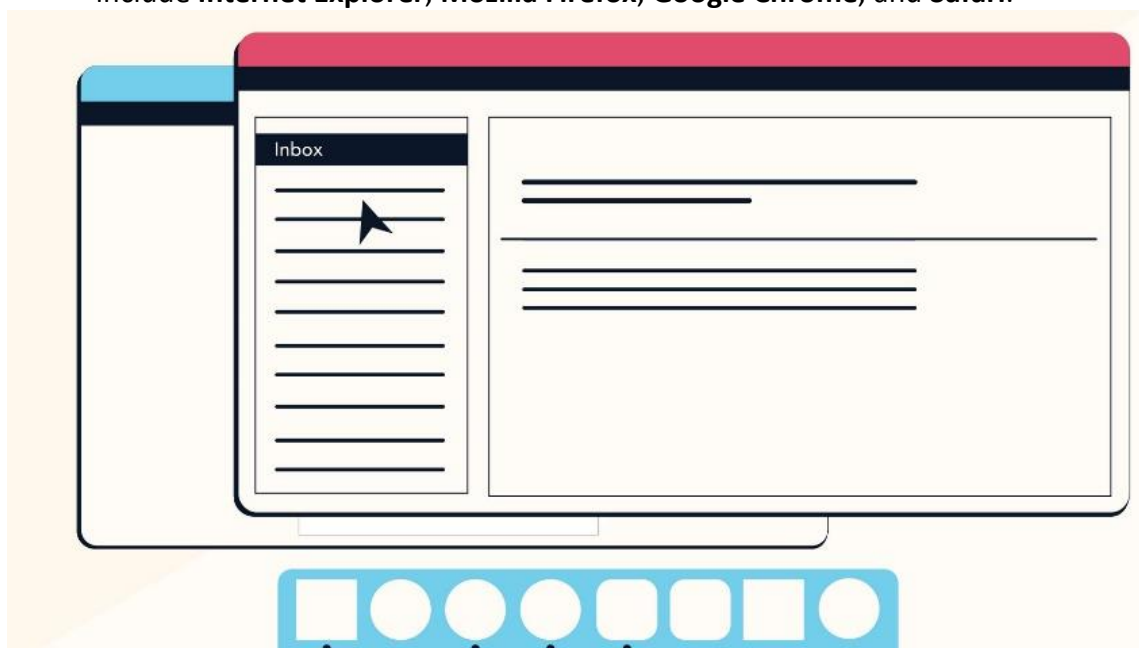 include Internet Explorer, Mozilla Firefox, Google Chrome, and Safari.
Inbox